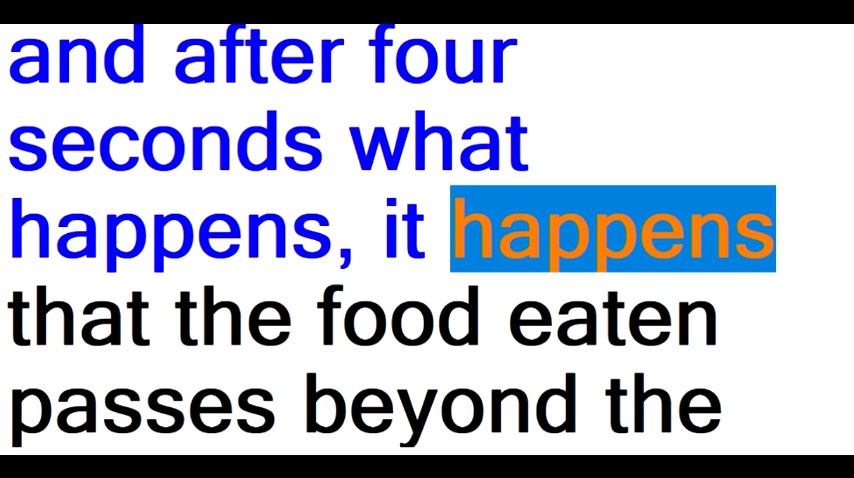 and after four
seconds what
happens, it happens
that the food eaten
passes beyond the